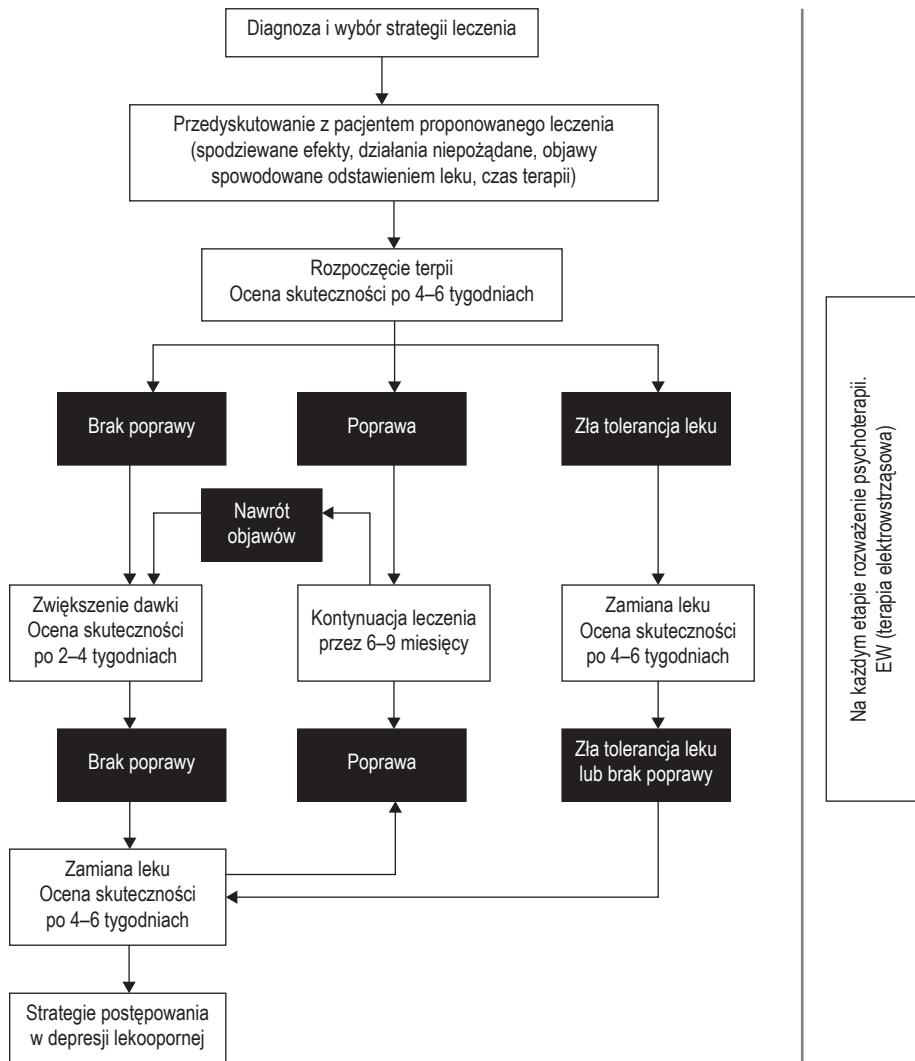 Diagnoza i wybór strategii leczenia
Przedyskutowanie z pacjentem proponowanego leczenia
(spodziewane efekty, działania niepożądane, objawy
spowodowane odstawieniem leku, czas terapii)
Rozpoczęcie terpii
Ocena skuteczności po 4–6 tygodniach
Brak poprawy
Poprawa
Zła tolerancja leku
Nawrót
objawów
Zwiększenie dawki
Ocena skuteczności
po 2–4 tygodniach
Kontynuacja leczenia
przez 6–9 miesięcy
Zamiana leku
Ocena skuteczności
po 4–6 tygodniach
Brak poprawy
Poprawa
Zła tolerancja leku
lub brak poprawy
Zamiana leku
Ocena skuteczności
po 4–6 tygodniach
Strategie postępowania
w depresji lekoopornej
Na każdym etapie rozważenie psychoterapii.
EW (terapia elektrowstrząsowa)